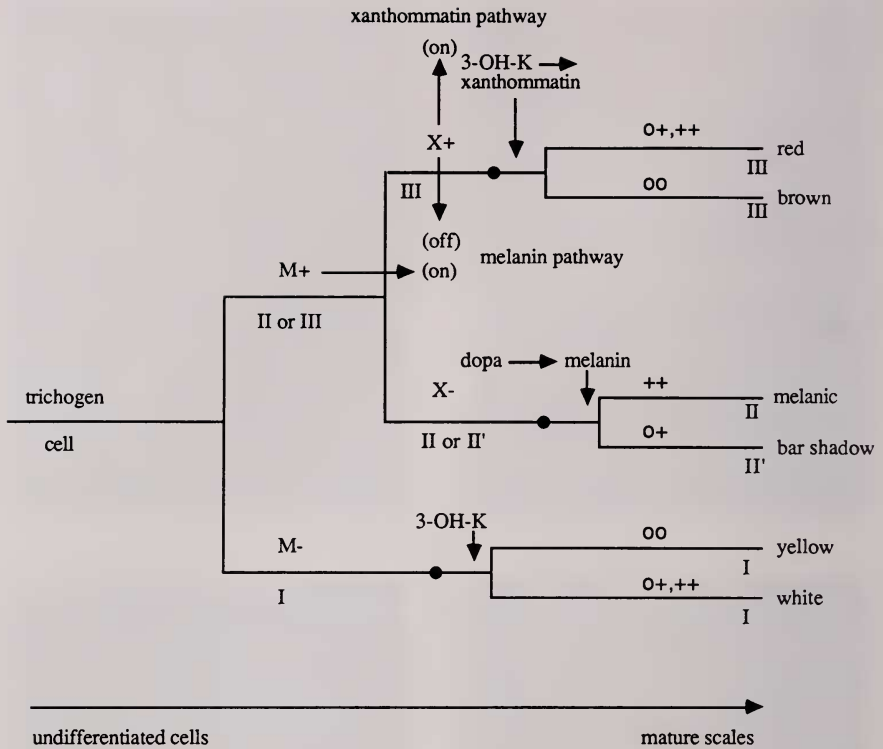 xanthommatin pathway
(on)
3-OH-K
xanthommatin
X+
O+,++
red
III
III
OO
brown
III
(off)
M+
(on)
melanin pathway
II or III
dopa
melanin
trichogen
X-
++
melanic
II
cell
II or II'
O+
bar shadow
II'
3-OH-K
M-
OO
yellow
I
I
O+,++
white
I
undifferentiated cells
mature scales